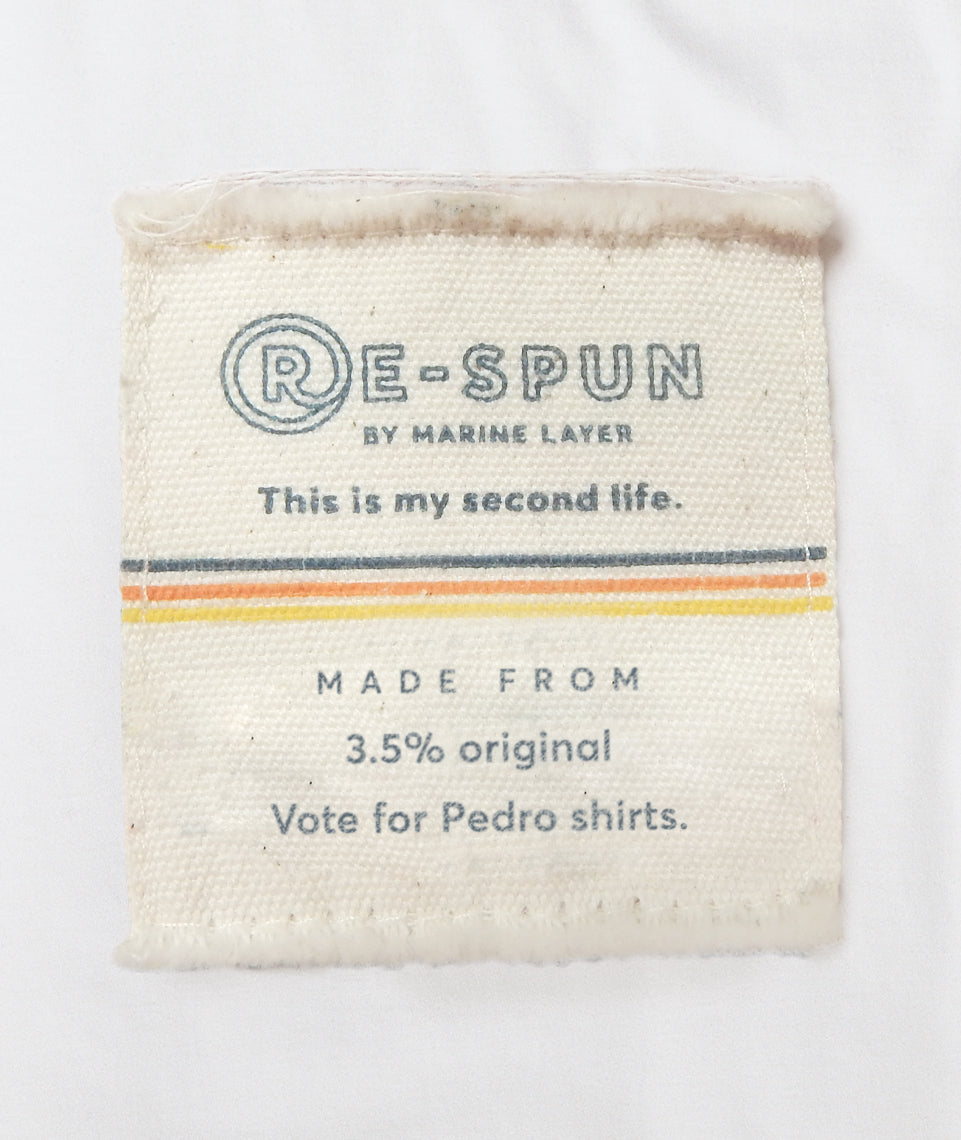 RE-SPUN
BY MARINE LAYER
This is my second life.
MADE FROM
3.5% original
Vote for Pedro shirts.